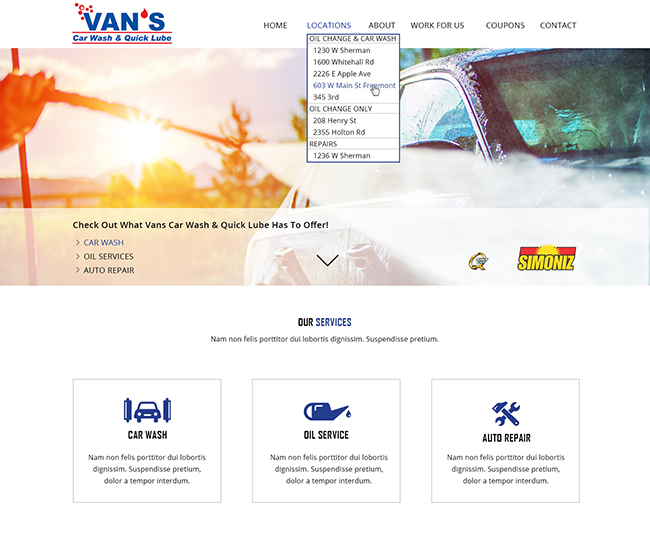 VAN'S
Car Wash & Quick Lube
HOME LOCATIONS ABOUT WORK FOR US COUPONS CONTACT
OIL CHANGE & CAR WASH
1230 W Sherman
1600 Whitehall Rd
2226 E Apple Ave
603 W Main St Freemont
345 3rd
OIL CHANGE ONLY
208 Henry St
2355 Holton Rd
REPAIRS
1236 W Sherman
Check Out What Vans Car Wash & Quick Lube Has To Offer!
CAR WASH
OIL SERVICES
AUTO REPAIR
SIMONIZ
OUR SERVICES
Nam non felis porttitor dui lobortis dignissim. Suspendisse pretium.
CAR WASH
Nam non felis porttitor dui lobortis
dignissim. Suspendisse pretium,
dolor a tempor interdum.
OIL SERVICE
Nam non felis porttitor dui lobortis
dignissim. Suspendisse pretium,
dolor a tempor interdum.
AUTO REPAIR
Nam non felis porttitor dui lobortis
dignissim. Suspendisse pretium,
dolor a tempor interdum.